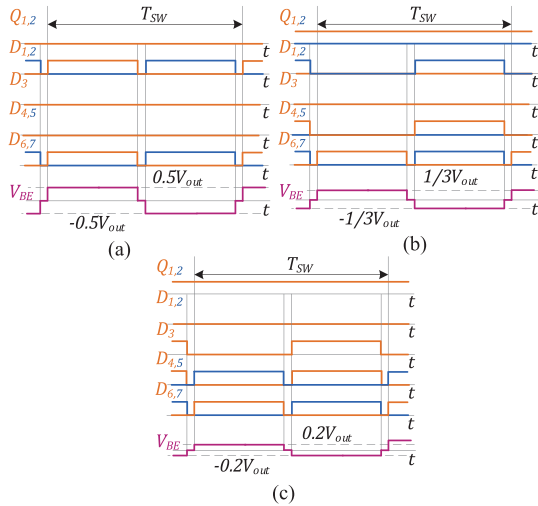 Q1,2 TSW
D1,2 t
D3 t
D4,5 t
D6,7 t
t
VBE 0.5Vout
-0.5Vout t
(a)
Q1,2 TSW
D1,2 t
D3 t
D4,5 t
D6,7 t
t
VBE 1/3Vout
-1/3Vout t
(b)
Q1,2 TSW
D1,2 t
D3 t
D4,5 t
D6,7 t
t
VBE 0.2Vout
-0.2Vout t
(c)